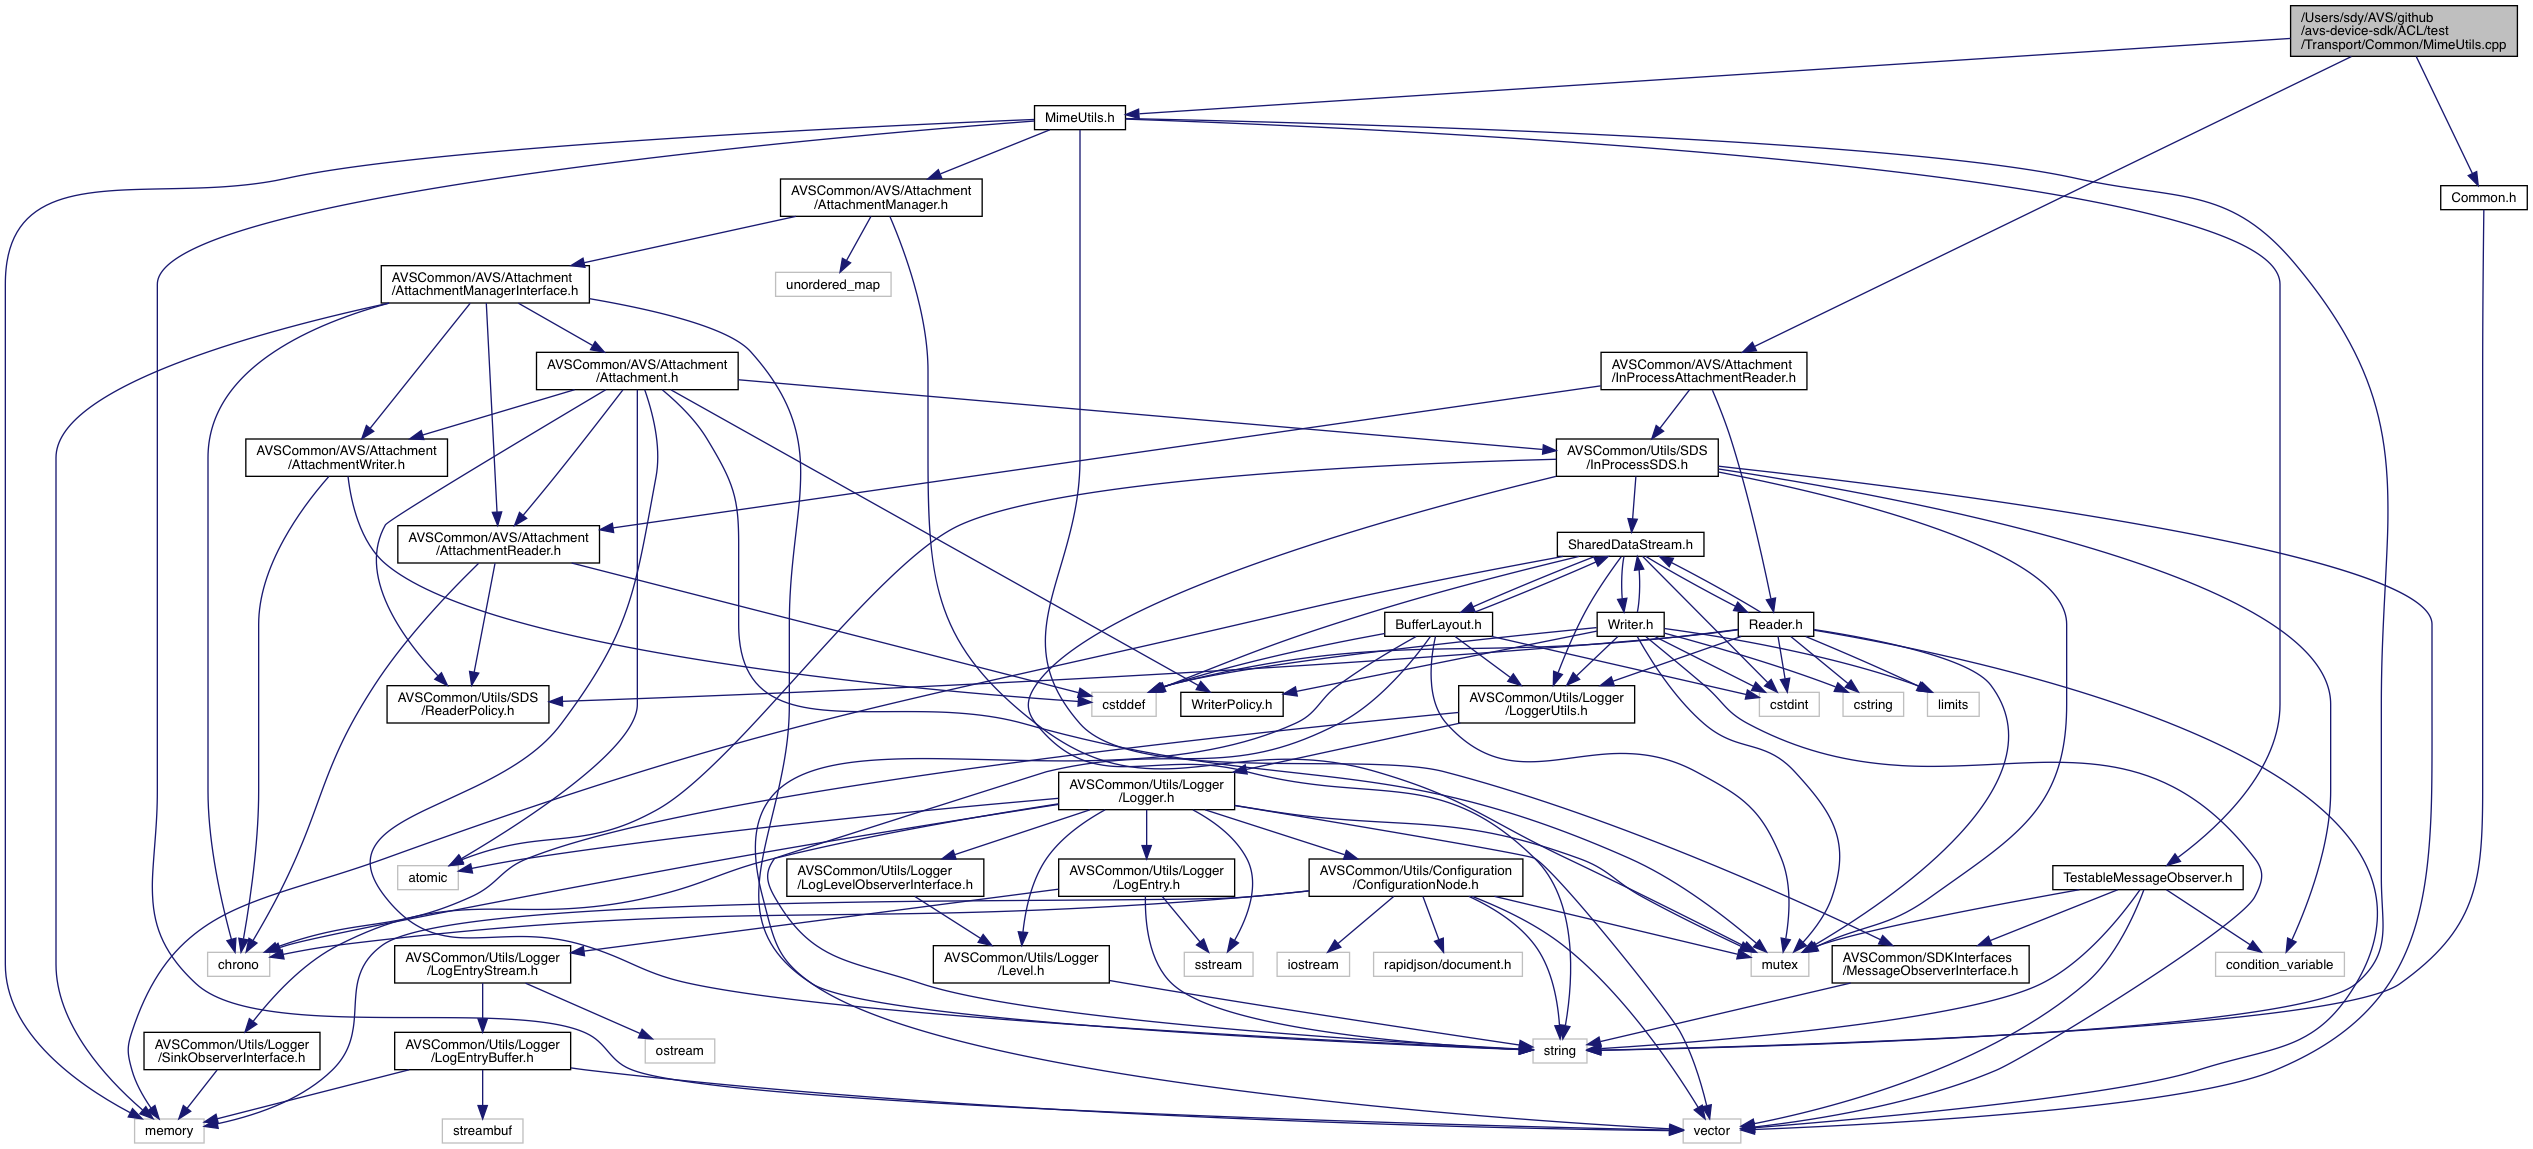 /Users/sdy/AVS/github
/avs-device-sdk/ACL/test
/Transport/Common/MimeUtils.cpp
MimeUtils.h
AVSCommon/AVS/Attachment
/AttachmentManager.h
Common.h
AVSCommon/AVS/Attachment
/AttachmentManagerInterface.h
unordered_map
AVSCommon/AVS/Attachment
/Attachment.h
AVSCommon/AVS/Attachment
/InProcessAttachmentReader.h
AVSCommon/AVS/Attachment
/AttachmentWriter.h
AVSCommon/Utils/SDS
/InProcessSDS.h
AVSCommon/AVS/Attachment
/AttachmentReader.h
SharedDataStream.h
BufferLayout.h
Writer.h
Reader.h
AVSCommon/Utils/SDS
/ReaderPolicy.h
cstddef
WriterPolicy.h
AVSCommon/Utils/Logger
/LoggerUtils.h
cstdint
cstring
limits
AVSCommon/Utils/Logger
/Logger.h
atomic
AVSCommon/Utils/Logger
/LogLevelObserverInterface.h
AVSCommon/Utils/Logger
/LogEntry.h
AVSCommon/Utils/Configuration
/ConfigurationNode.h
TestableMessageObserver.h
chrono
AVSCommon/Utils/Logger
/LogEntryStream.h
AVSCommon/Utils/Logger
/Level.h
sstream
iostream
rapidjson/document.h
mutex
AVSCommon/SDKInterfaces
/MessageObserverInterface.h
condition_variable
AVSCommon/Utils/Logger
/SinkObserverInterface.h
AVSCommon/Utils/Logger
/LogEntryBuffer.h
ostream
string
memory
streambuf
vector